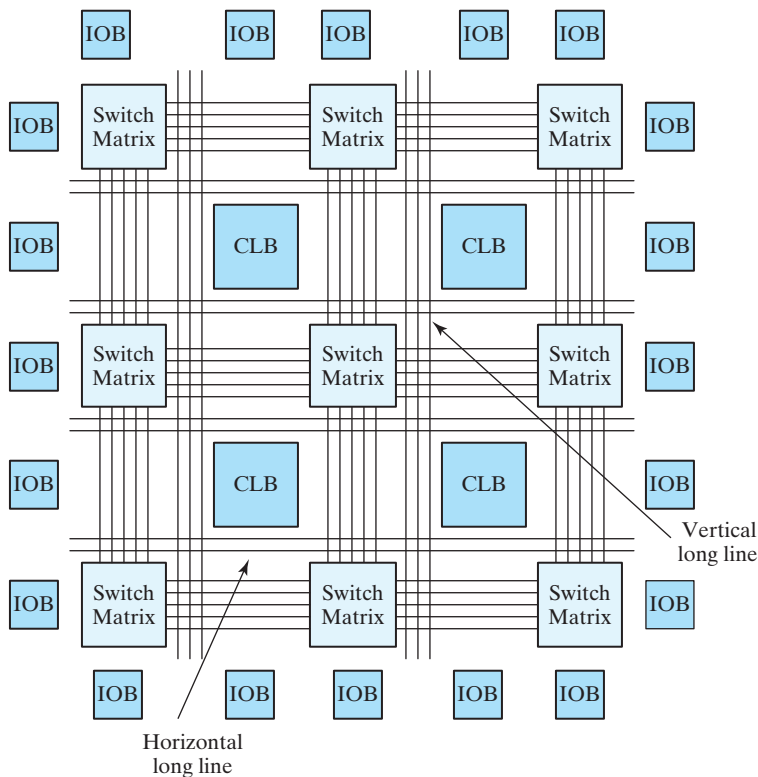 IOB IOB IOB IOB IOB
IOB Switch Matrix Switch Matrix Switch Matrix IOB
IOB CLB CLB IOB
IOB Switch Matrix Switch Matrix Switch Matrix IOB
IOB CLB CLB IOB
Vertical
long line
IOB Switch Matrix Switch Matrix Switch Matrix IOB
IOB IOB IOB IOB IOB
Horizontal
long line